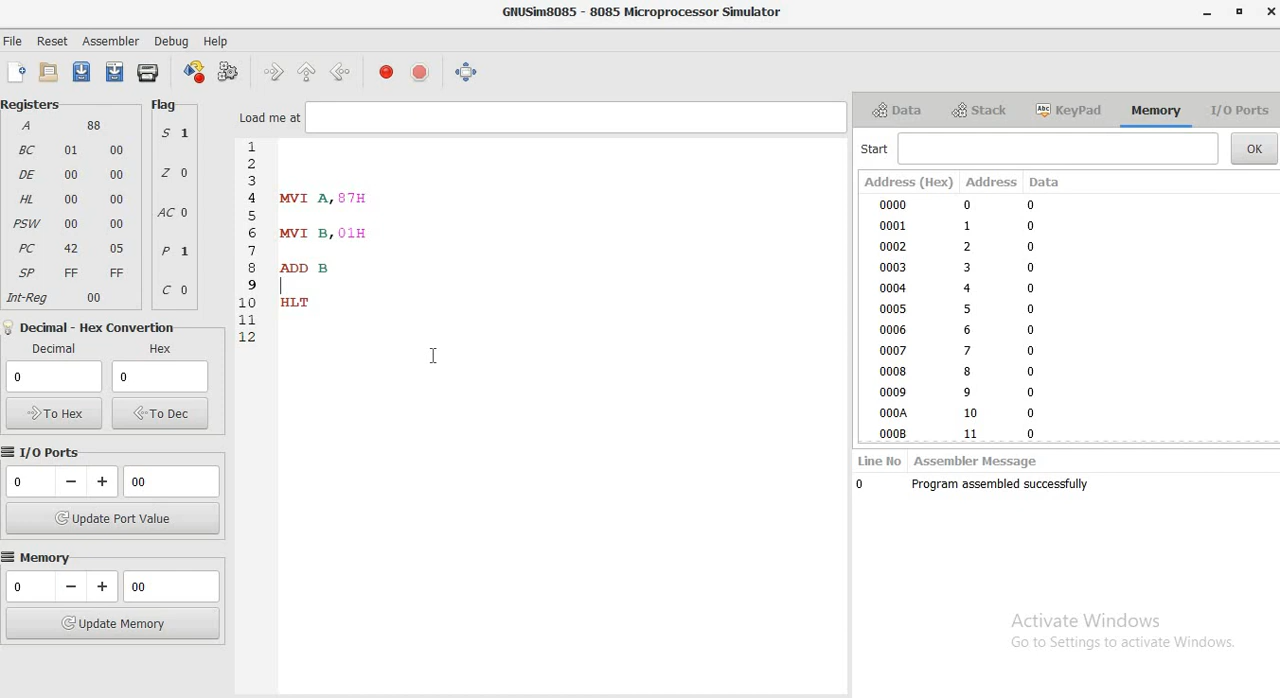 GNUSim8085 - 8085 Microprocessor Simulator
File Reset Assembler Debug Help
Registers
A 88
BC 01 00
DE 00 00
HL 00 00
PSW 00 00
PC 42 05
SP FF FF
Int-Reg 00
Flag
S 1
Z 0
AC 0
P 1
C 0
Decimal - Hex Convertion
Decimal Hex
0 0
To Hex To Dec
I/O Ports
0 - + 00
Update Port Value
Memory
0 - + 00
Update Memory
Load me at
1
2
3
4 MVI A,87H
5
6 MVI B,01H
7
8 ADD B
9
10 HLT
11
12
Data Stack Abc KeyPad Memory I/O Ports
Start OK
Address (Hex) Address Data
0000 0 0
0001 1 0
0002 2 0
0003 3 0
0004 4 0
0005 5 0
0006 6 0
0007 7 0
0008 8 0
0009 9 0
000A 10 0
000B 11 0
Line No Assembler Message
0 Program assembled successfully
Activate Windows
Go to Settings to activate Windows.